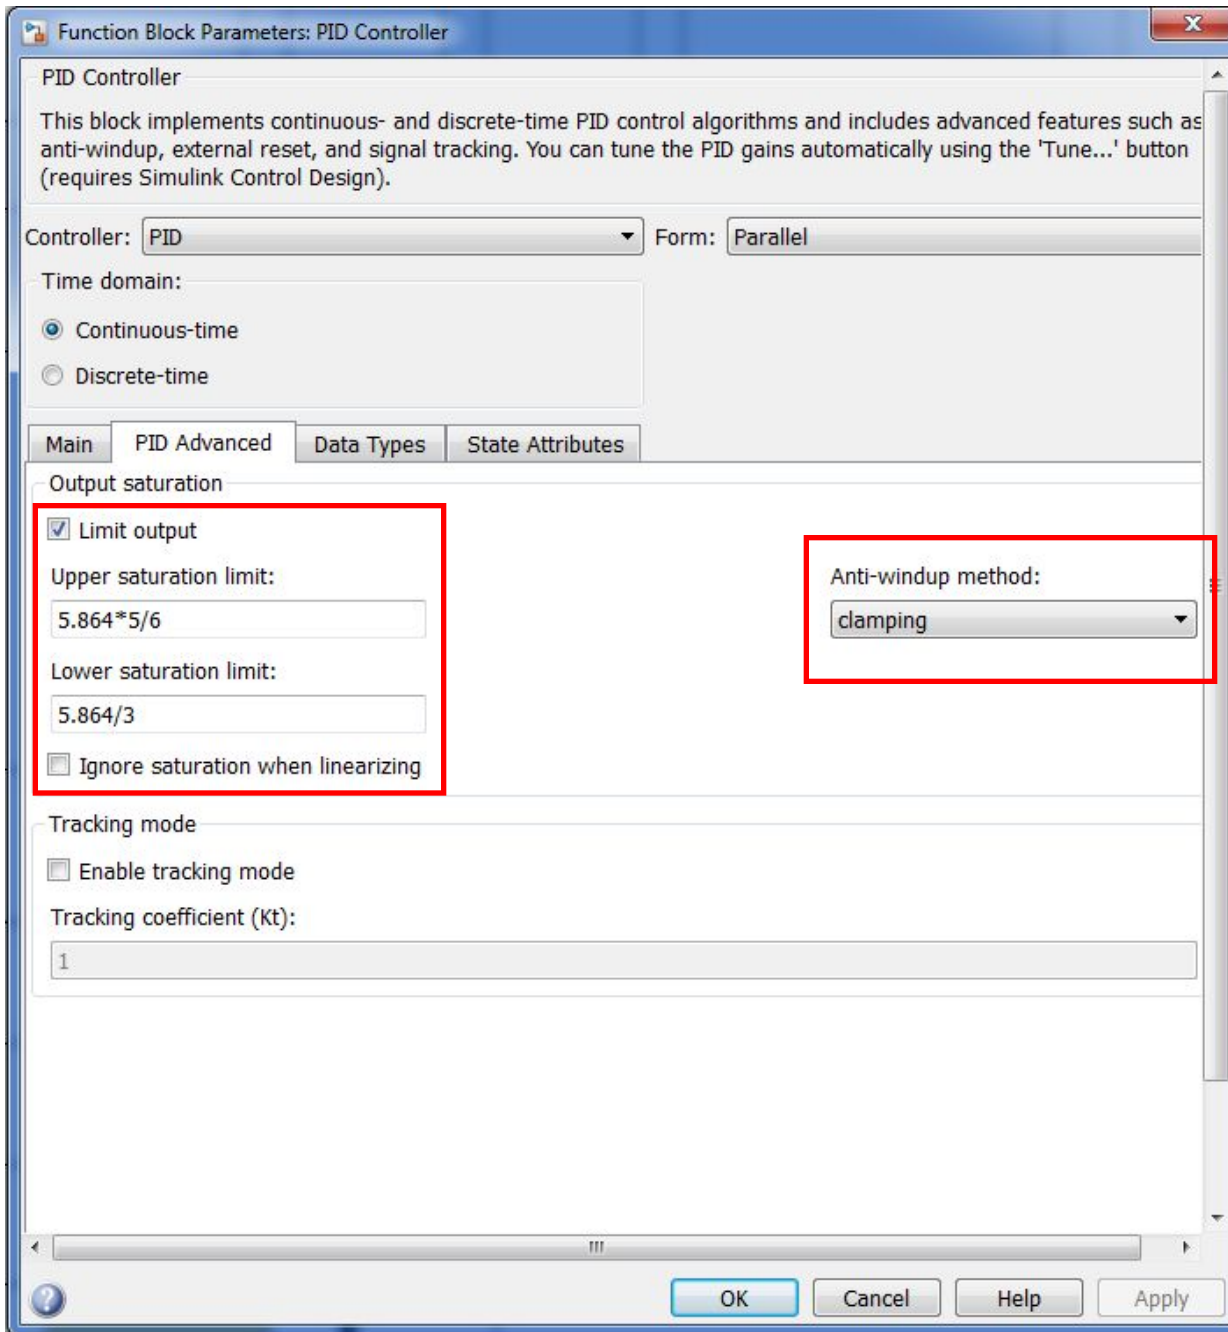 Function Block Parameters: PID Controller
PID Controller
This block implements continuous- and discrete-time PID control algorithms and includes advanced features such as
anti-windup, external reset, and signal tracking. You can tune the PID gains automatically using the 'Tune...' button
(requires Simulink Control Design).
Controller: PID Form: Parallel
Time domain:
Continuous-time
Discrete-time
Main PID Advanced Data Types State Attributes
Output saturation
Limit output
Upper saturation limit: Anti-windup method:
5.864*5/6 clamping
Lower saturation limit:
5.864/3
Ignore saturation when linearizing
Tracking mode
Enable tracking mode
Tracking coefficient (Kt):
1
OK Cancel Help Apply